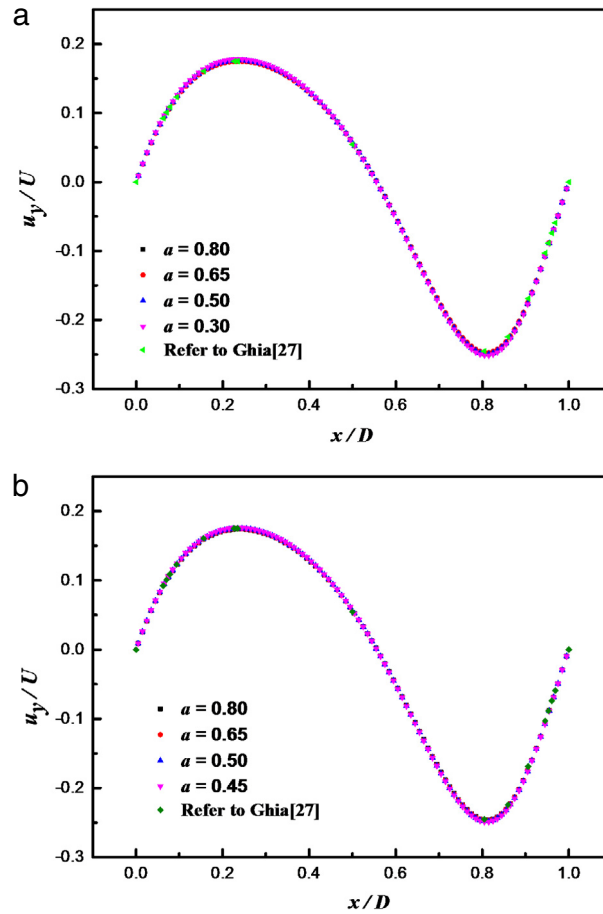 a
0.2
0.1
0.0
-0.1
-0.2
-0.3
u_y / U
a = 0.80
a = 0.65
a = 0.50
a = 0.30
Refer to Ghia[27]
0.0 0.2 0.4 0.6 0.8 1.0
x / D
b
0.2
0.1
0.0
-0.1
-0.2
-0.3
u_y / U
a = 0.80
a = 0.65
a = 0.50
a = 0.45
Refer to Ghia[27]
0.0 0.2 0.4 0.6 0.8 1.0
x / D